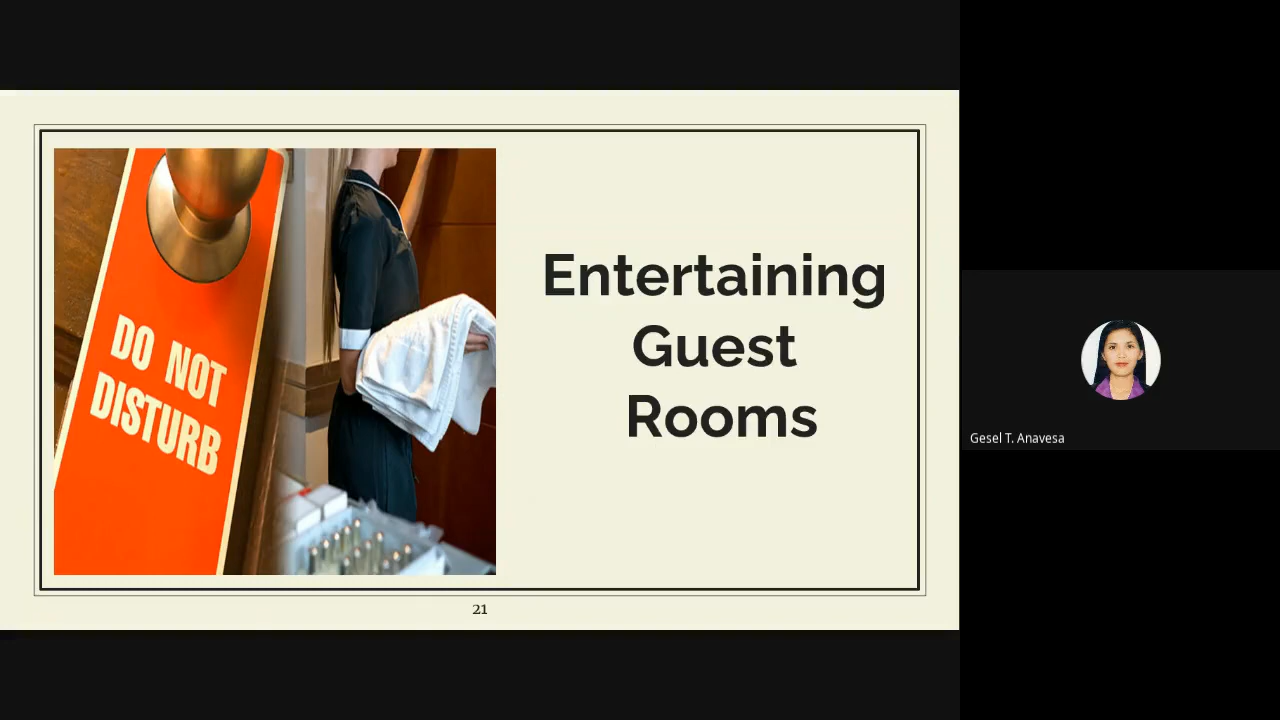 DO NOT
DISTURB
Entertaining
Guest
Rooms
21
Gesel T. Anavesa